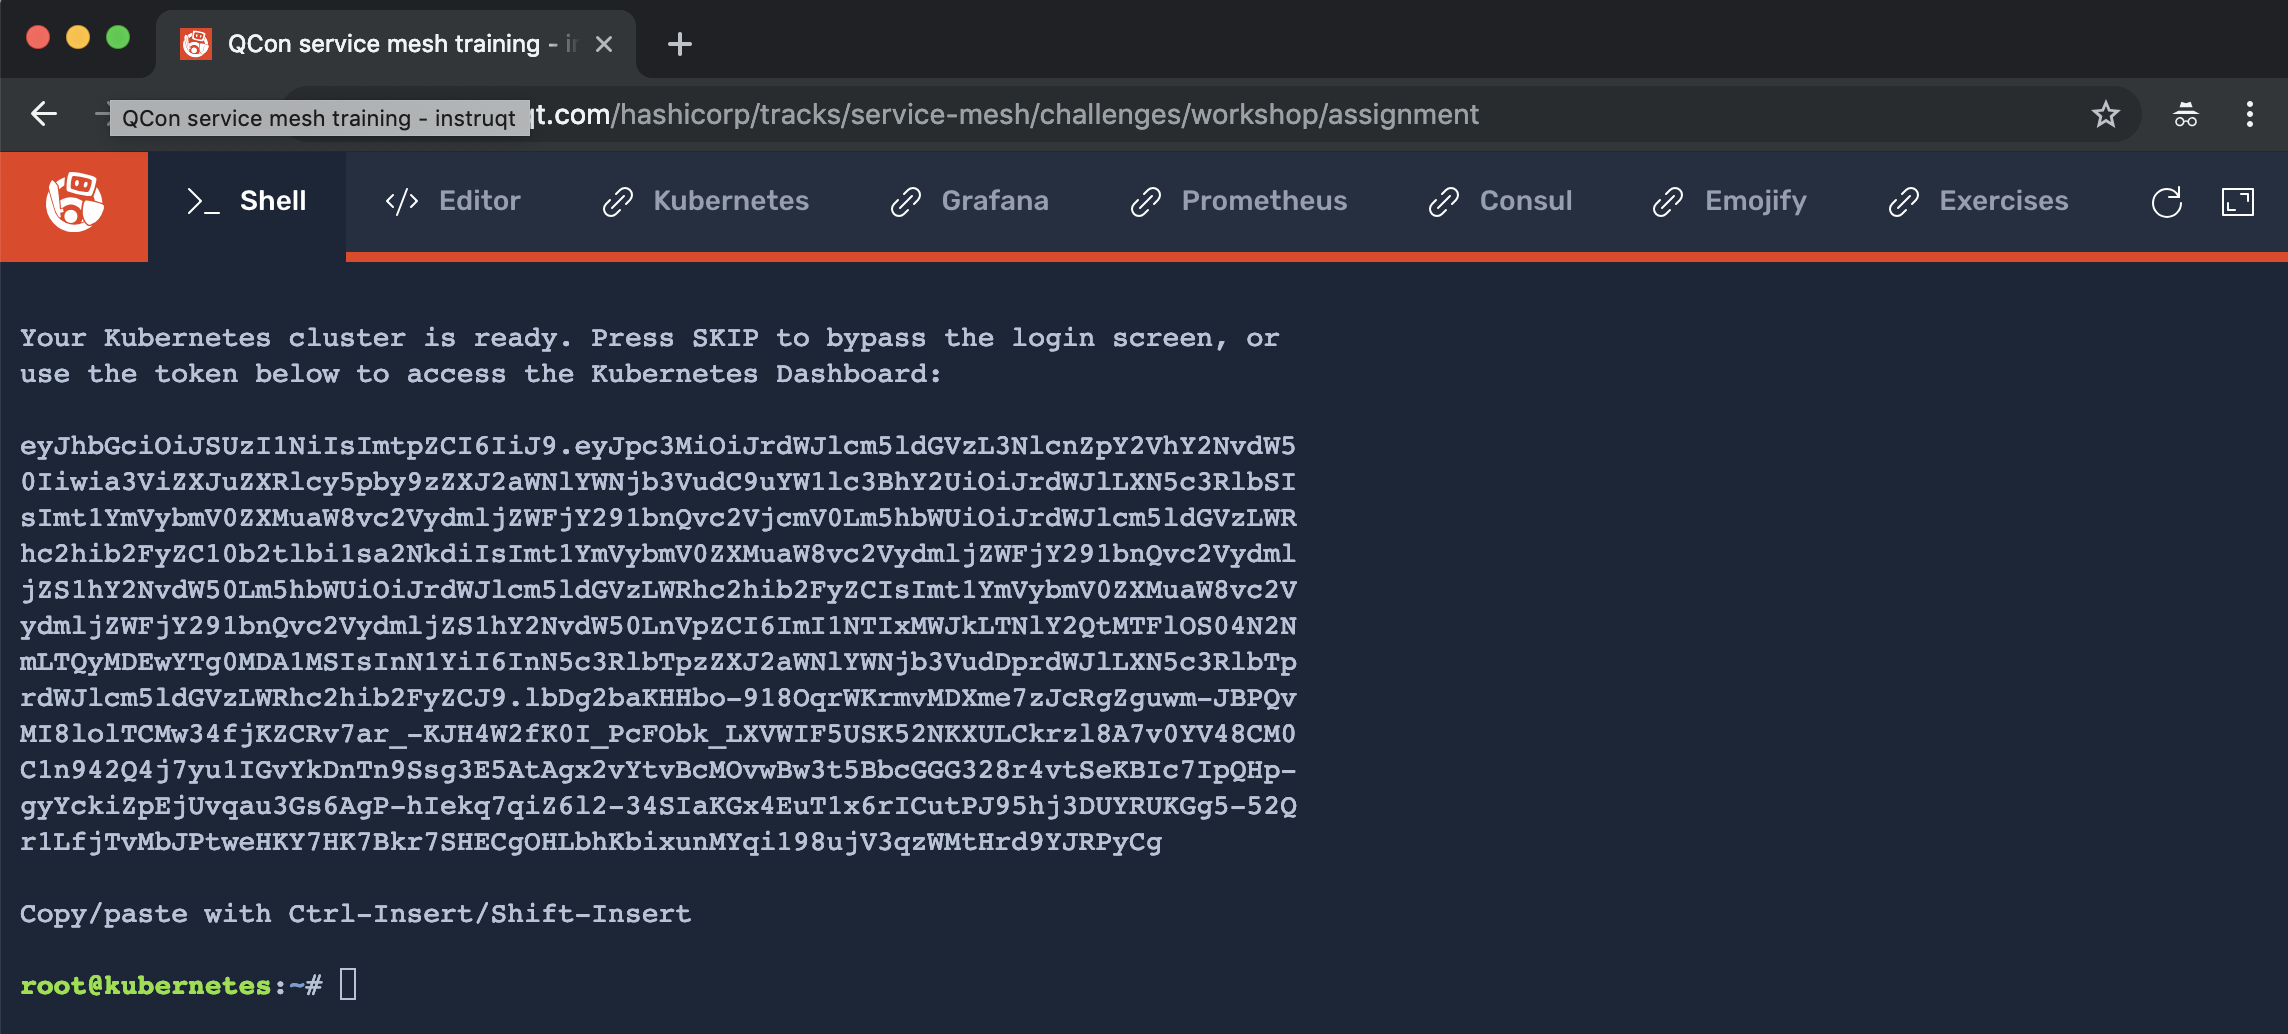 QCon service mesh training - in
QCon service mesh training - instruqt
qt.com/hashicorp/tracks/service-mesh/challenges/workshop/assignment
Shell
Editor
Kubernetes
Grafana
Prometheus
Consul
Emojify
Exercises
Your Kubernetes cluster is ready. Press SKIP to bypass the login screen, or
use the token below to access the Kubernetes Dashboard:
eyJhbGciOiJSUzI1NiIsImtpZCI6IiJ9.eyJpc3MiOiJrdWJlcm5ldGVzL3NlcnZpY2VhY2NvdW5
0Iiwia3ViZXJuZXRlcy5pby9zZXJ2aWNlYWNjb3VudC9uYW1lc3BhY2UiOiJrdWJlLXN5c3RlbSI
sImt1YmVybmV0ZXMuaW8vc2VydmljZWFjY291bnQvc2VjcmV0Lm5hbWUiOiJrdWJlcm5ldGVzLWR
hc2hib2FyZC10b2tlbi1sa2NkdiIsImt1YmVybmV0ZXMuaW8vc2VydmljZWFjY291bnQvc2Vydml
jZS1hY2NvdW50Lm5hbWUiOiJrdWJlcm5ldGVzLWRhc2hib2FyZCIsImt1YmVybmV0ZXMuaW8vc2V
ydmljZWFjY291bnQvc2VydmljZS1hY2NvdW50LnVpZCI6ImI1NTIxMWJkLTNlY2QtMTFlOS04N2N
mLTQyMDEwYTg0MDA1MSIsInN1YiI6InN5c3RlbTpzZXJ2aWNlYWNjb3VudDprdWJlLXN5c3RlbTp
rdWJlcm5ldGVzLWRhc2hib2FyZCJ9.lbDg2baKHHbo-918OqrWKrmvMDXme7zJcRgZguwm-JBPQv
MI8lolTCMw34fjKZCRv7ar_-KJH4W2fK0I_PcFObk_LXVWIF5USK52NKXULCkrzl8A7v0YV48CM0
C1n942Q4j7yu1IGvYkDnTn9Ssg3E5AtAgx2vYtvBcMOvwBw3t5BbcGGG328r4vtSeKBIc7IpQHp-
gyYckiZpEjUvqau3Gs6AgP-hIekq7qiZ6l2-34SIaKGx4EuT1x6rICutPJ95hj3DUYRUKGg5-52Q
r1LfjTvMbJPtweHKY7HK7Bkr7SHECgOHLbhKbixunMYqi198ujV3qzWMtHrd9YJRPyCg
Copy/paste with Ctrl-Insert/Shift-Insert
root@kubernetes:~#